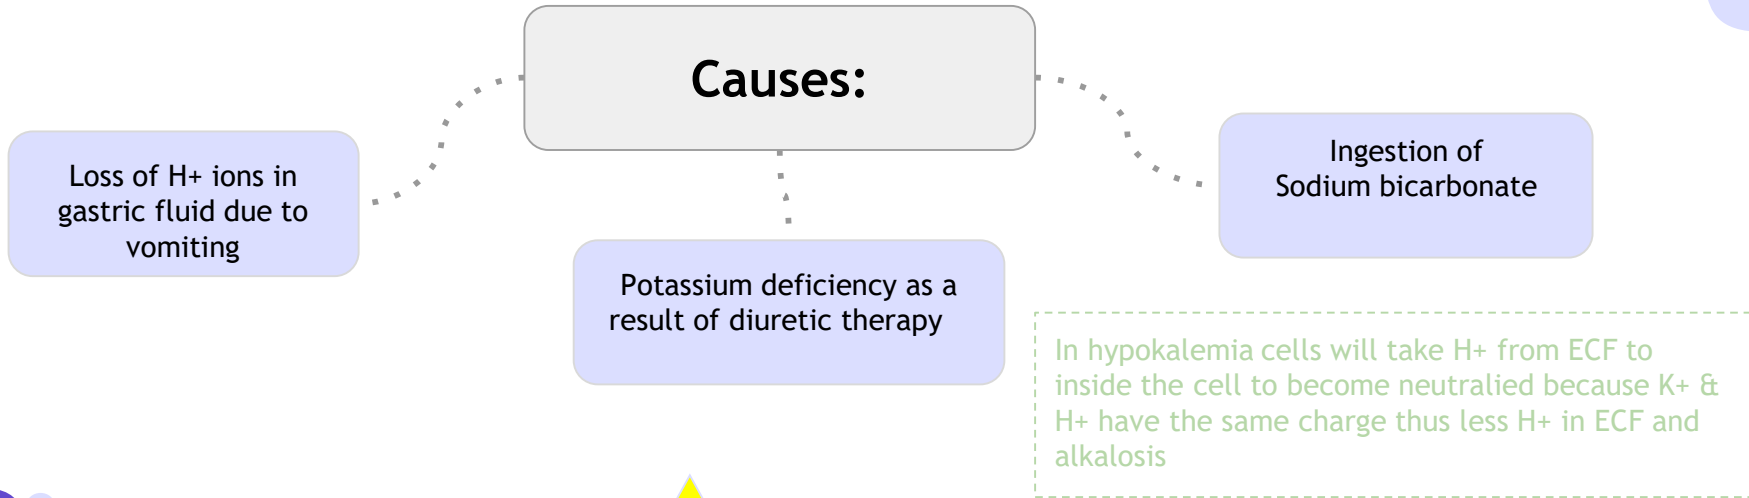 Causes:
Loss of H+ ions in
gastric fluid due to
vomiting
Potassium deficiency as a
result of diuretic therapy
Ingestion of
Sodium bicarbonate
In hypokalemia cells will take H+ from ECF to
inside the cell to become neutralied because K+ &
H+ have the same charge thus less H+ in ECF and
alkalosis